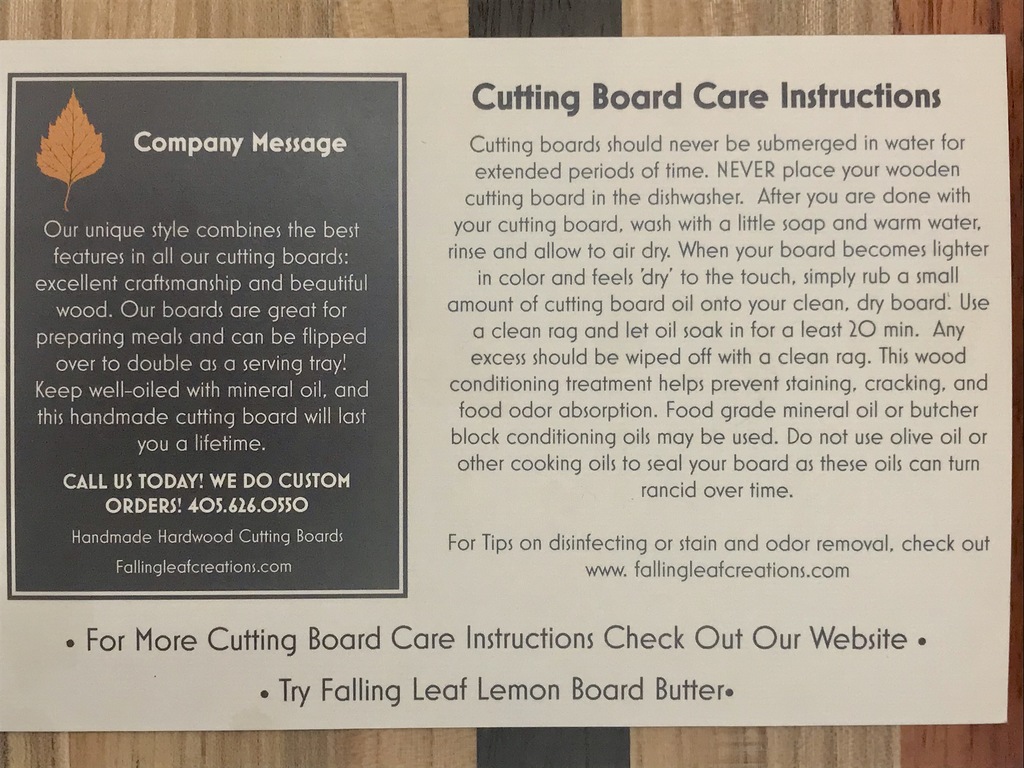 Company Message
Our unique style combines the best
features in all our cutting boards:
excellent craftsmanship and beautiful
wood. Our boards are great for
preparing meals and can be flipped
over to double as a serving tray!
Keep well-oiled with mineral oil, and
this handmade cutting board will last
you a lifetime.
CALL US TODAY! WE DO CUSTOM
ORDERS! 405.626.0550
Handmade Hardwood Cutting Boards
Fallingleafcreations.com
Cutting Board Care Instructions
Cutting boards should never be submerged in water for
extended periods of time. NEVER place your wooden
cutting board in the dishwasher. After you are done with
your cutting board, wash with a little soap and warm water,
rinse and allow to air dry. When your board becomes lighter
in color and feels 'dry' to the touch, simply rub a small
amount of cutting board oil onto your clean, dry board. Use
a clean rag and let oil soak in for a least 20 min. Any
excess should be wiped off with a clean rag. This wood
conditioning treatment helps prevent staining, cracking, and
food odor absorption. Food grade mineral oil or butcher
block conditioning oils may be used. Do not use olive oil or
other cooking oils to seal your board as these oils can turn
rancid over time.
For Tips on disinfecting or stain and odor removal, check out
www. fallingleafcreations.com
• For More Cutting Board Care Instructions Check Out Our Website •
• Try Falling Leaf Lemon Board Butter•